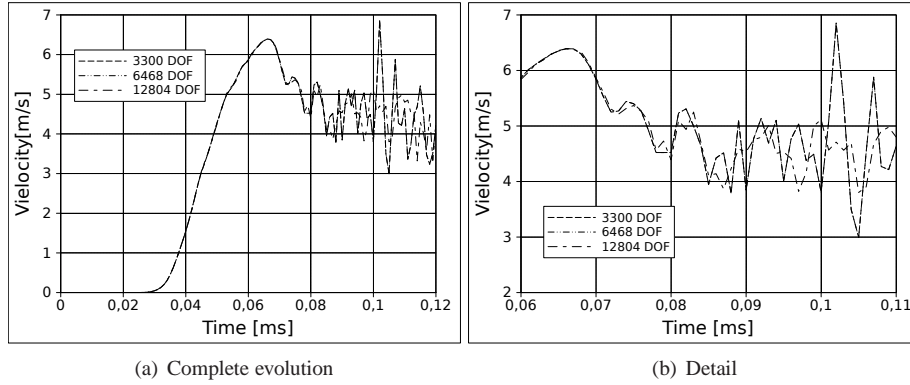 7
6
5
4
3
2
1
0
Vielocity[m/s]
3300 DOF
6468 DOF
12804 DOF
0 0,02 0,04 0,06 0,08 0,1 0,12
Time [ms]
(a) Complete evolution
7
6
5
4
3
2
Vielocity[m/s]
3300 DOF
6468 DOF
12804 DOF
0,06 0,07 0,08 0,09 0,1 0,11
Time [ms]
(b) Detail